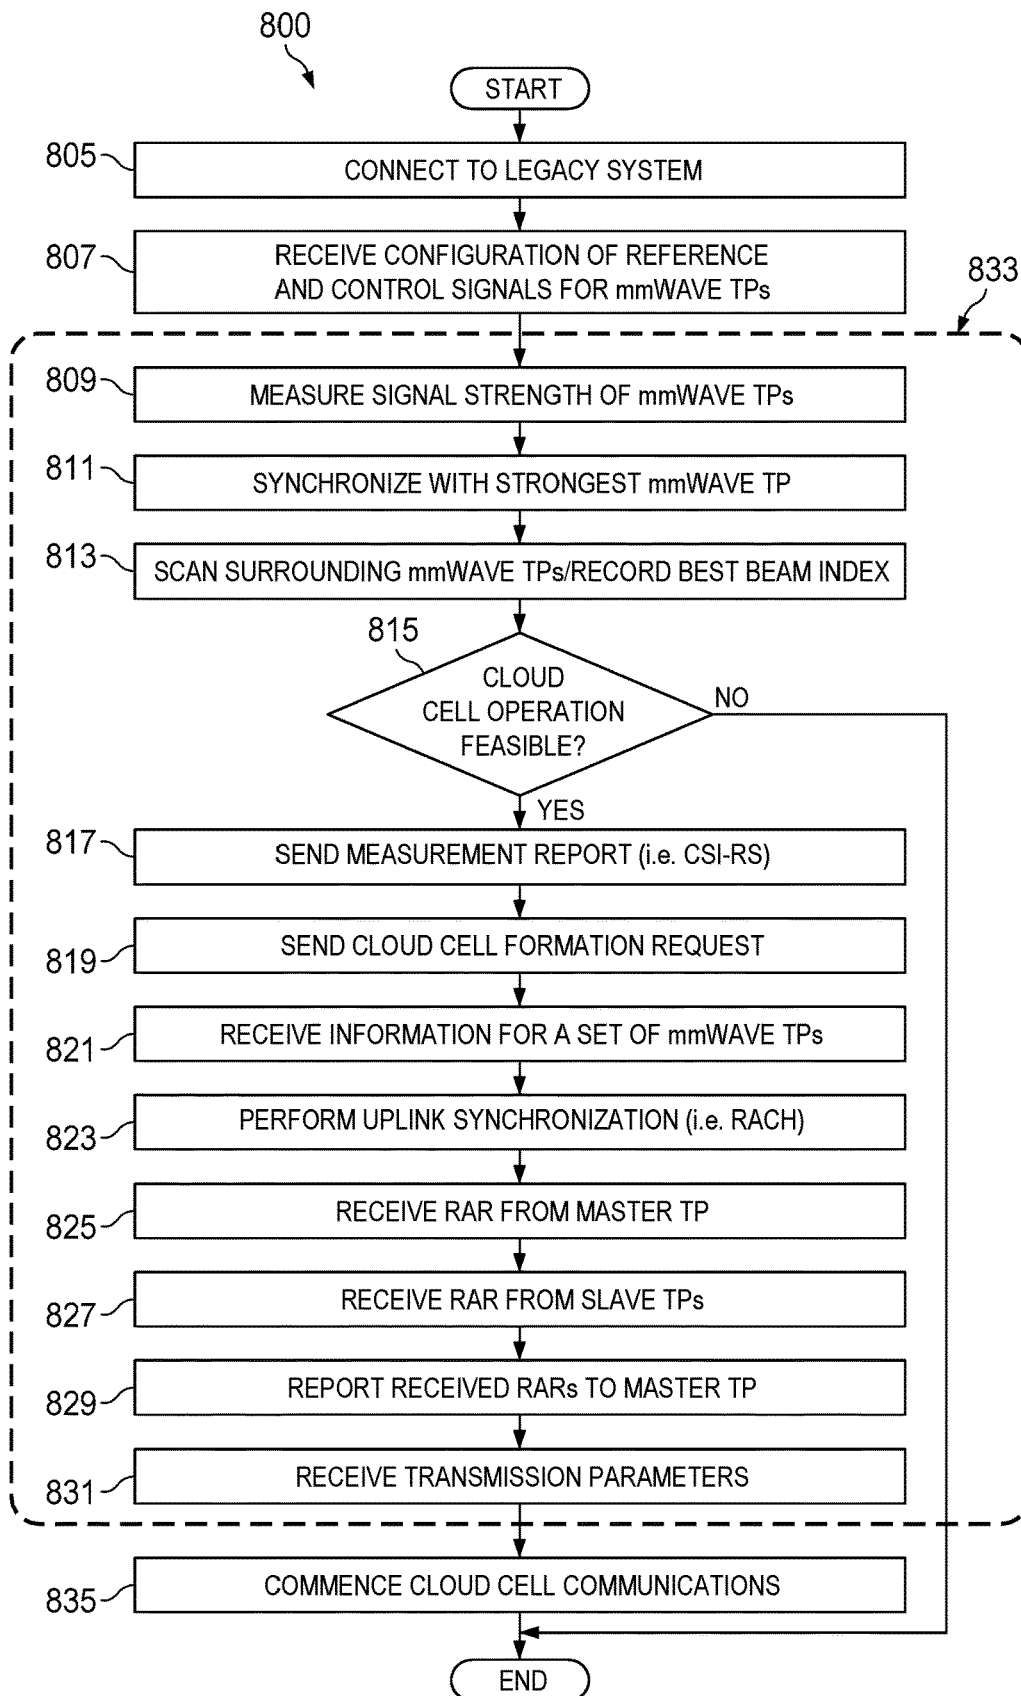 800
START
805
CONNECT TO LEGACY SYSTEM
807
RECEIVE CONFIGURATION OF REFERENCE
AND CONTROL SIGNALS FOR mmWAVE TPs
833
809
MEASURE SIGNAL STRENGTH OF mmWAVE TPs
811
SYNCHRONIZE WITH STRONGEST mmWAVE TP
813
SCAN SURROUNDING mmWAVE TPs/RECORD BEST BEAM INDEX
815
CLOUD
CELL OPERATION
FEASIBLE?
NO
YES
817
SEND MEASUREMENT REPORT (i.e. CSI-RS)
819
SEND CLOUD CELL FORMATION REQUEST
821
RECEIVE INFORMATION FOR A SET OF mmWAVE TPs
823
PERFORM UPLINK SYNCHRONIZATION (i.e. RACH)
825
RECEIVE RAR FROM MASTER TP
827
RECEIVE RAR FROM SLAVE TPs
829
REPORT RECEIVED RARs TO MASTER TP
831
RECEIVE TRANSMISSION PARAMETERS
835
COMMENCE CLOUD CELL COMMUNICATIONS
END